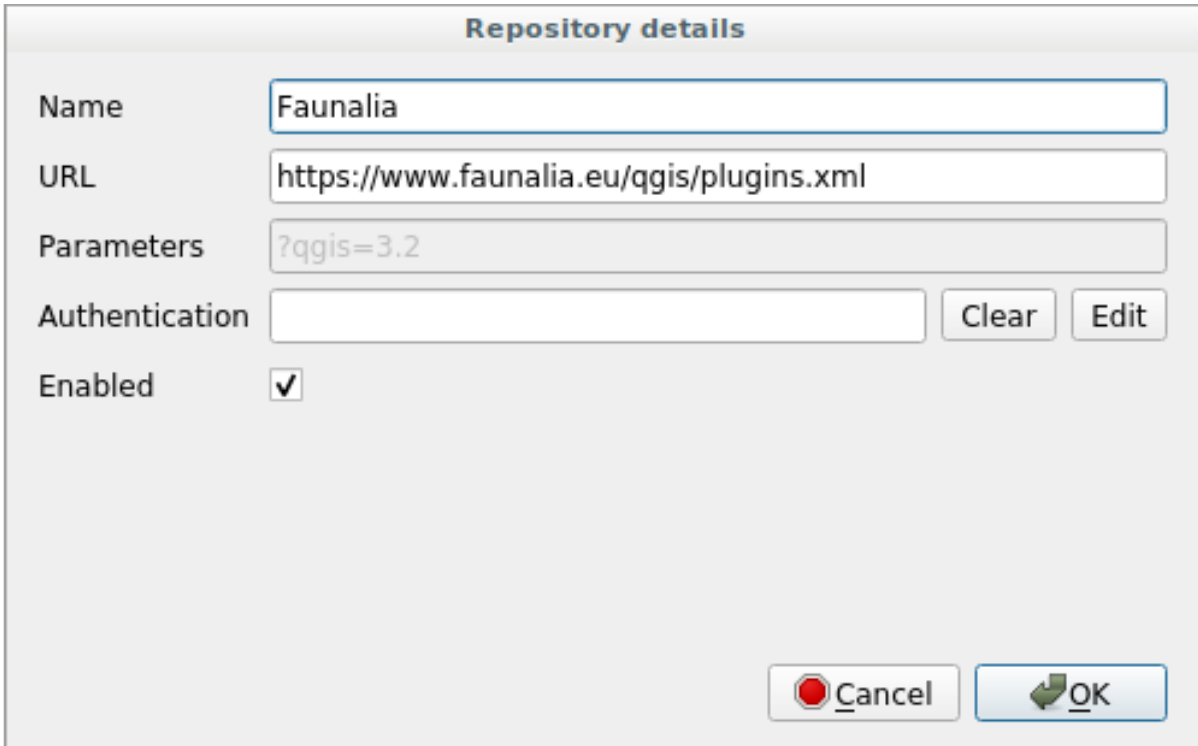 Repository details
Name Faunalia
URL https://www.faunalia.eu/qgis/plugins.xml
Parameters ?qgis=3.2
Authentication Clear Edit
Enabled
Cancel OK